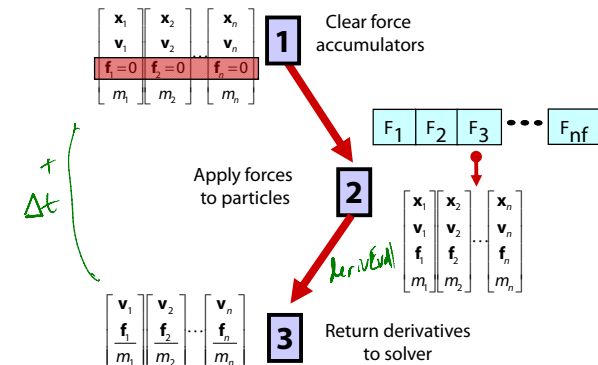 x₁ x₂ xₙ
v₁ v₂ ... vₙ
f₁=0 f₂=0 fₙ=0
m₁ m₂ mₙ
1
Clear force
accumulators
F₁ F₂ F₃ ••• Fnf
+
Δt
Apply forces
to particles
2
x₁ x₂ xₙ
v₁ v₂ vₙ
f₁ f₂ ... fₙ
m₁ m₂ mₙ
derivEval
v₁ v₂ vₙ
f₁ f₂ ... fₙ
m₁ m₂ mₙ
3
Return derivatives
to solver